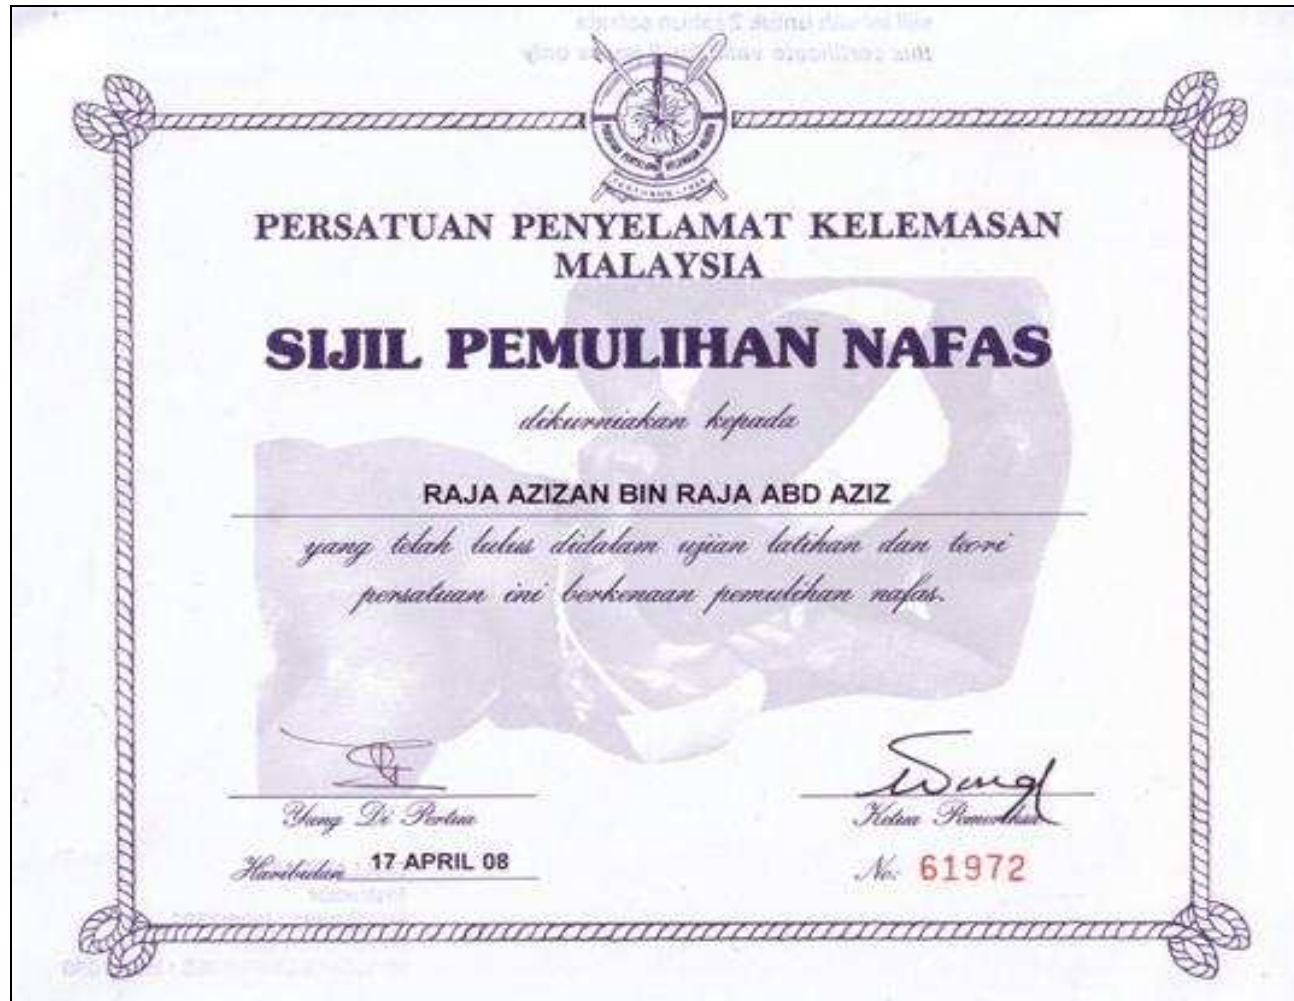 PERSATUAN PENYELAMAT KELEMASAN
MALAYSIA
SIJIL PEMULIHAN NAFAS
dikurniakan kepada
RAJA AZIZAN BIN RAJA ABD AZIZ
yang telah lulus didalam ujian latihan dan teori
persatuan ini berkenaan pemulihan nafas.
Yang Di Pertua
Ketua Pemeriksa
Haribulan 17 APRIL 08
No: 61972